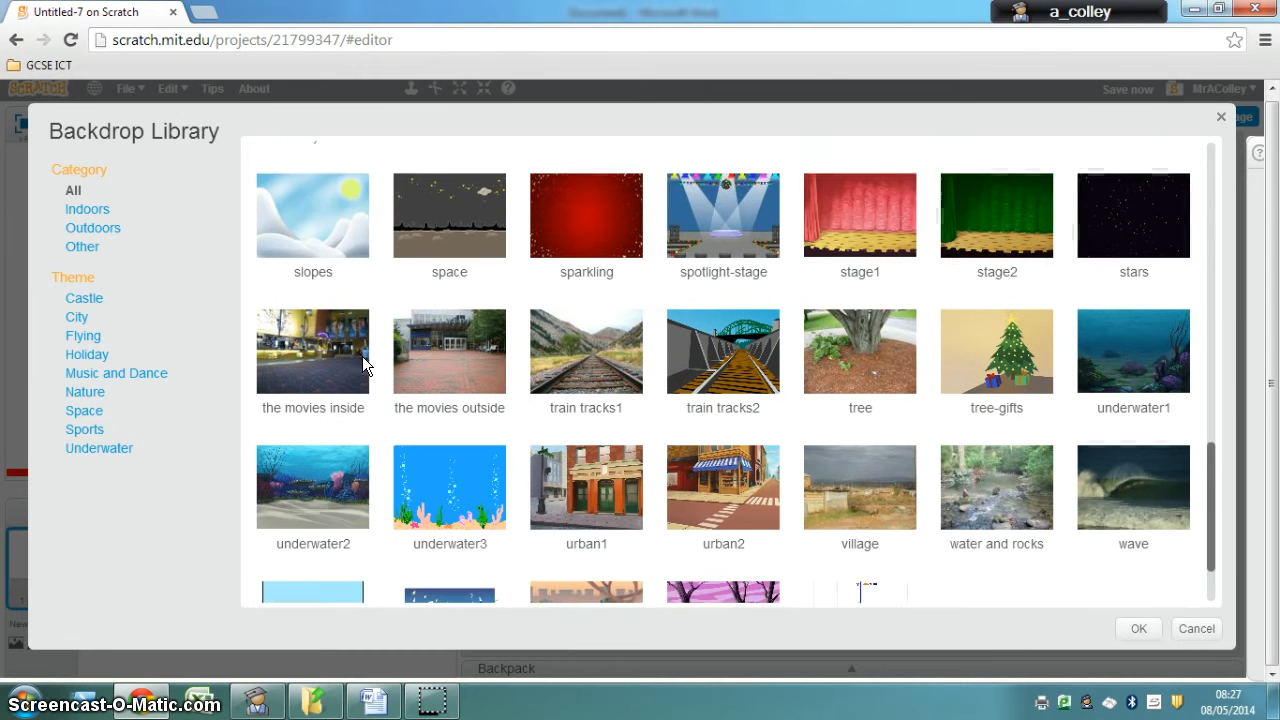 Untitled-7 on Scratch
Document1 - Microsoft Word
a_colley
scratch.mit.edu/projects/21799347/#editor
GCSE ICT
SCRATCH
File
Edit
Tips
About
Save now
MrAColley
Backdrop Library
Category
All
Indoors
Outdoors
Other
Theme
Castle
City
Flying
Holiday
Music and Dance
Nature
Space
Sports
Underwater
slopes
space
sparkling
spotlight-stage
stage1
stage2
stars
the movies inside
the movies outside
train tracks1
train tracks2
tree
tree-gifts
underwater1
underwater2
underwater3
urban1
urban2
village
water and rocks
wave
OK
Cancel
Backpack
Screencast-O-Matic.com
08:27
08/05/2014